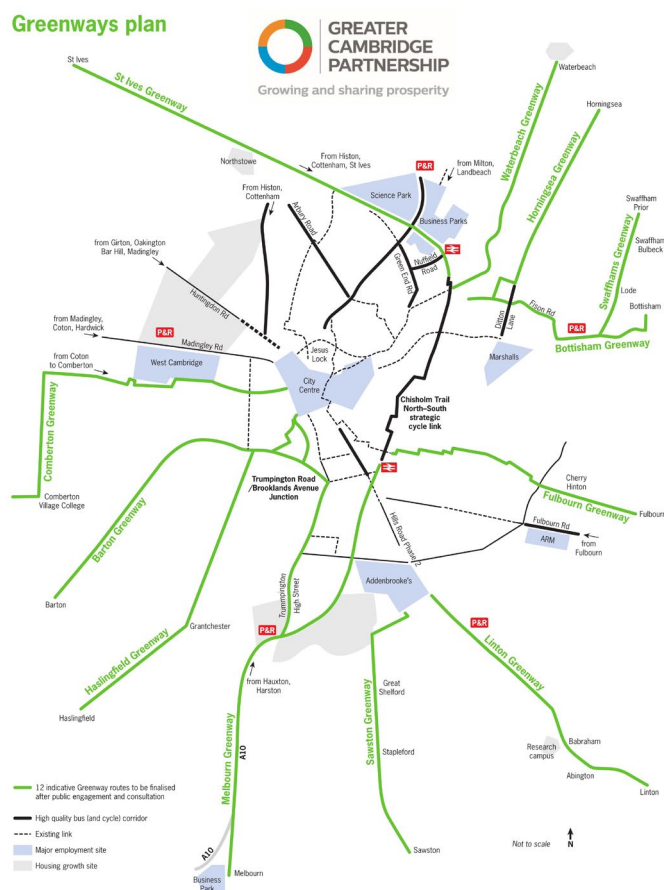 Greenways plan
GREATER
CAMBRIDGE
PARTNERSHIP
Growing and sharing prosperity
St Ives
St Ives Greenway
Waterbeach
Horningsea
Waterbeach Greenway
Horningsea Greenway
From Histon,
Cottenham, St Ives
P&R
from Milton,
Landbeach
Northstowe
From Histon,
Cottenham
Science Park
Business Parks
Arbury Road
Green End Rd
Nuffield
Road
Swaffham
Prior
Swaffham
Bulbeck
Swaffhams Greenway
Lode
Bottisham
from Girton, Oakington
Bar Hill, Madingley
Huntingdon Rd
Ditton
Lane
Fison Rd
P&R
Bottisham Greenway
from Madingley,
Coton, Hardwick
P&R
Madingley Rd
West Cambridge
Jesus
Lock
City
Centre
Marshalls
from Coton
to Comberton
Chisholm Trail
North–South
strategic
cycle link
Comberton Greenway
Comberton
Village College
Trumpington Road
/Brooklands Avenue
Junction
Cherry
Hinton
Fulbourn Greenway
Fulbourn
Barton Greenway
Hills Road Phase 2
Fulbourn Rd
ARM
from
Fulbourn
Barton
Trumpington
High Street
Addenbrooke's
Grantchester
P&R
P&R
Haslingfield Greenway
Haslingfield
from Hauxton,
Harston
Linton Greenway
Great
Shelford
Sawston Greenway
Stapleford
Melbourn Greenway
A10
Research
campus
Babraham
Abington
Linton
Sawston
A10
Melbourn
Business
Park
12 indicative Greenway routes to be finalised
after public engagement and consultation
High quality bus (and cycle) corridor
Existing link
Major employment site
Housing growth site
Not to scale
N